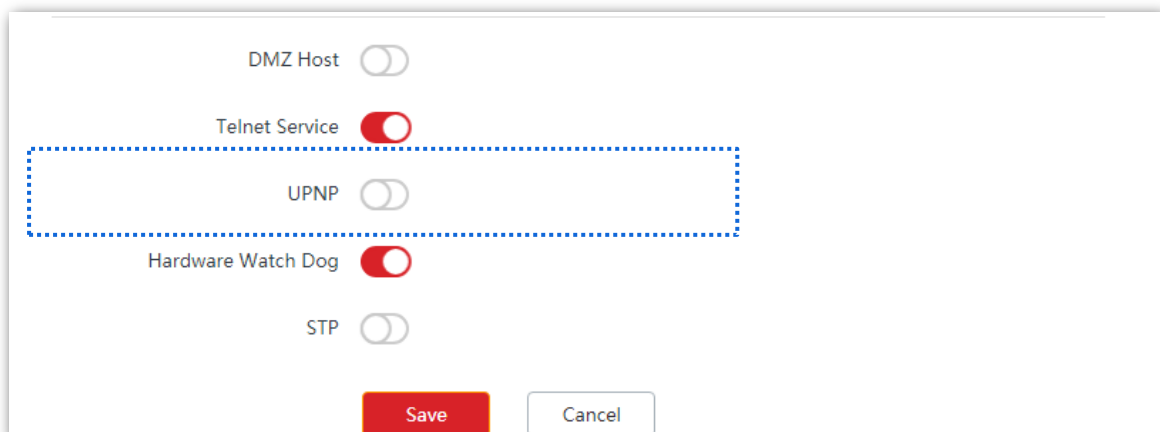 DMZ Host
Telnet Service
UPNP
Hardware Watch Dog
STP
Save Cancel